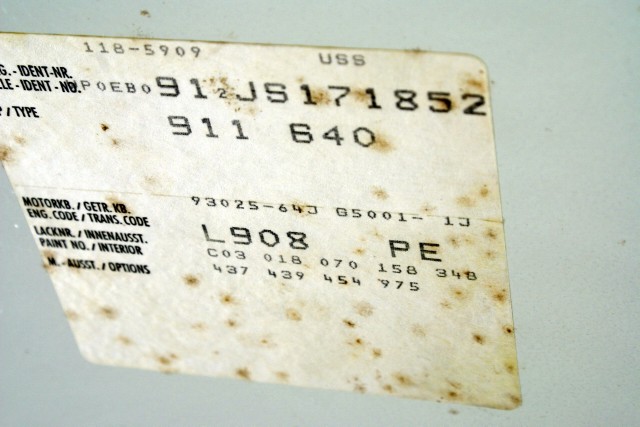 118-5909 USS
G.-IDENT-NR.
LE-IDENT-NO. POEBO 912JS171852
/TYPE 911 640
MOTORKB./GETR.KB. 93025-64J G5001- 1J
ENG.CODE/TRANS.CODE
LACKNR./INNENAUSST. L908 PE
PAINT NO./INTERIOR C03 018 070 158 348
M.-AUSST./OPTIONS 437 439 454 975